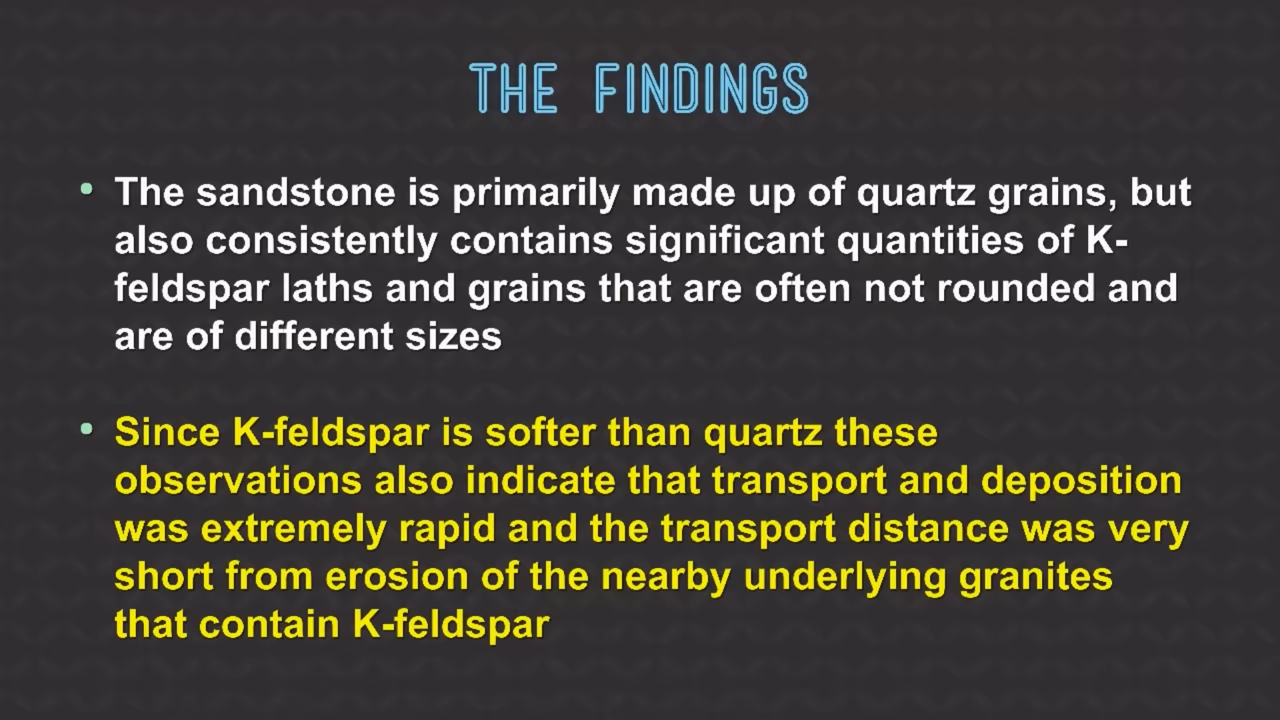 THE FINDINGS
• The sandstone is primarily made up of quartz grains, but
also consistently contains significant quantities of K-
feldspar laths and grains that are often not rounded and
are of different sizes
• Since K-feldspar is softer than quartz these
observations also indicate that transport and deposition
was extremely rapid and the transport distance was very
short from erosion of the nearby underlying granites
that contain K-feldspar